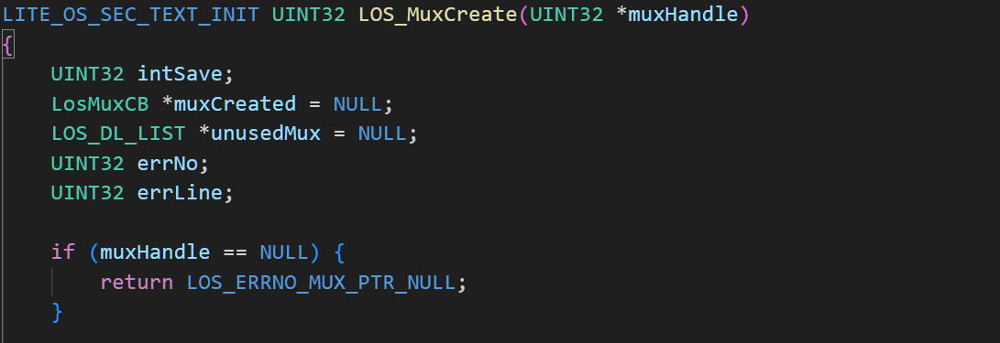 LITE_OS_SEC_TEXT_INIT UINT32 LOS_MuxCreate(UINT32 *muxHandle)
{
    UINT32 intSave;
    LosMuxCB *muxCreated = NULL;
    LOS_DL_LIST *unusedMux = NULL;
    UINT32 errNo;
    UINT32 errLine;

    if (muxHandle == NULL) {
        return LOS_ERRNO_MUX_PTR_NULL;
    }